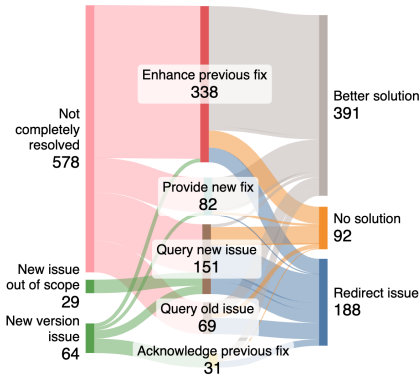 Not
completely
resolved
578
New issue
out of scope
29
New version
issue
64
Enhance previous fix
338
Provide new fix
82
Query new issue
151
Query old issue
69
Acknowledge previous fix
31
Better solution
391
No solution
92
Redirect issue
188